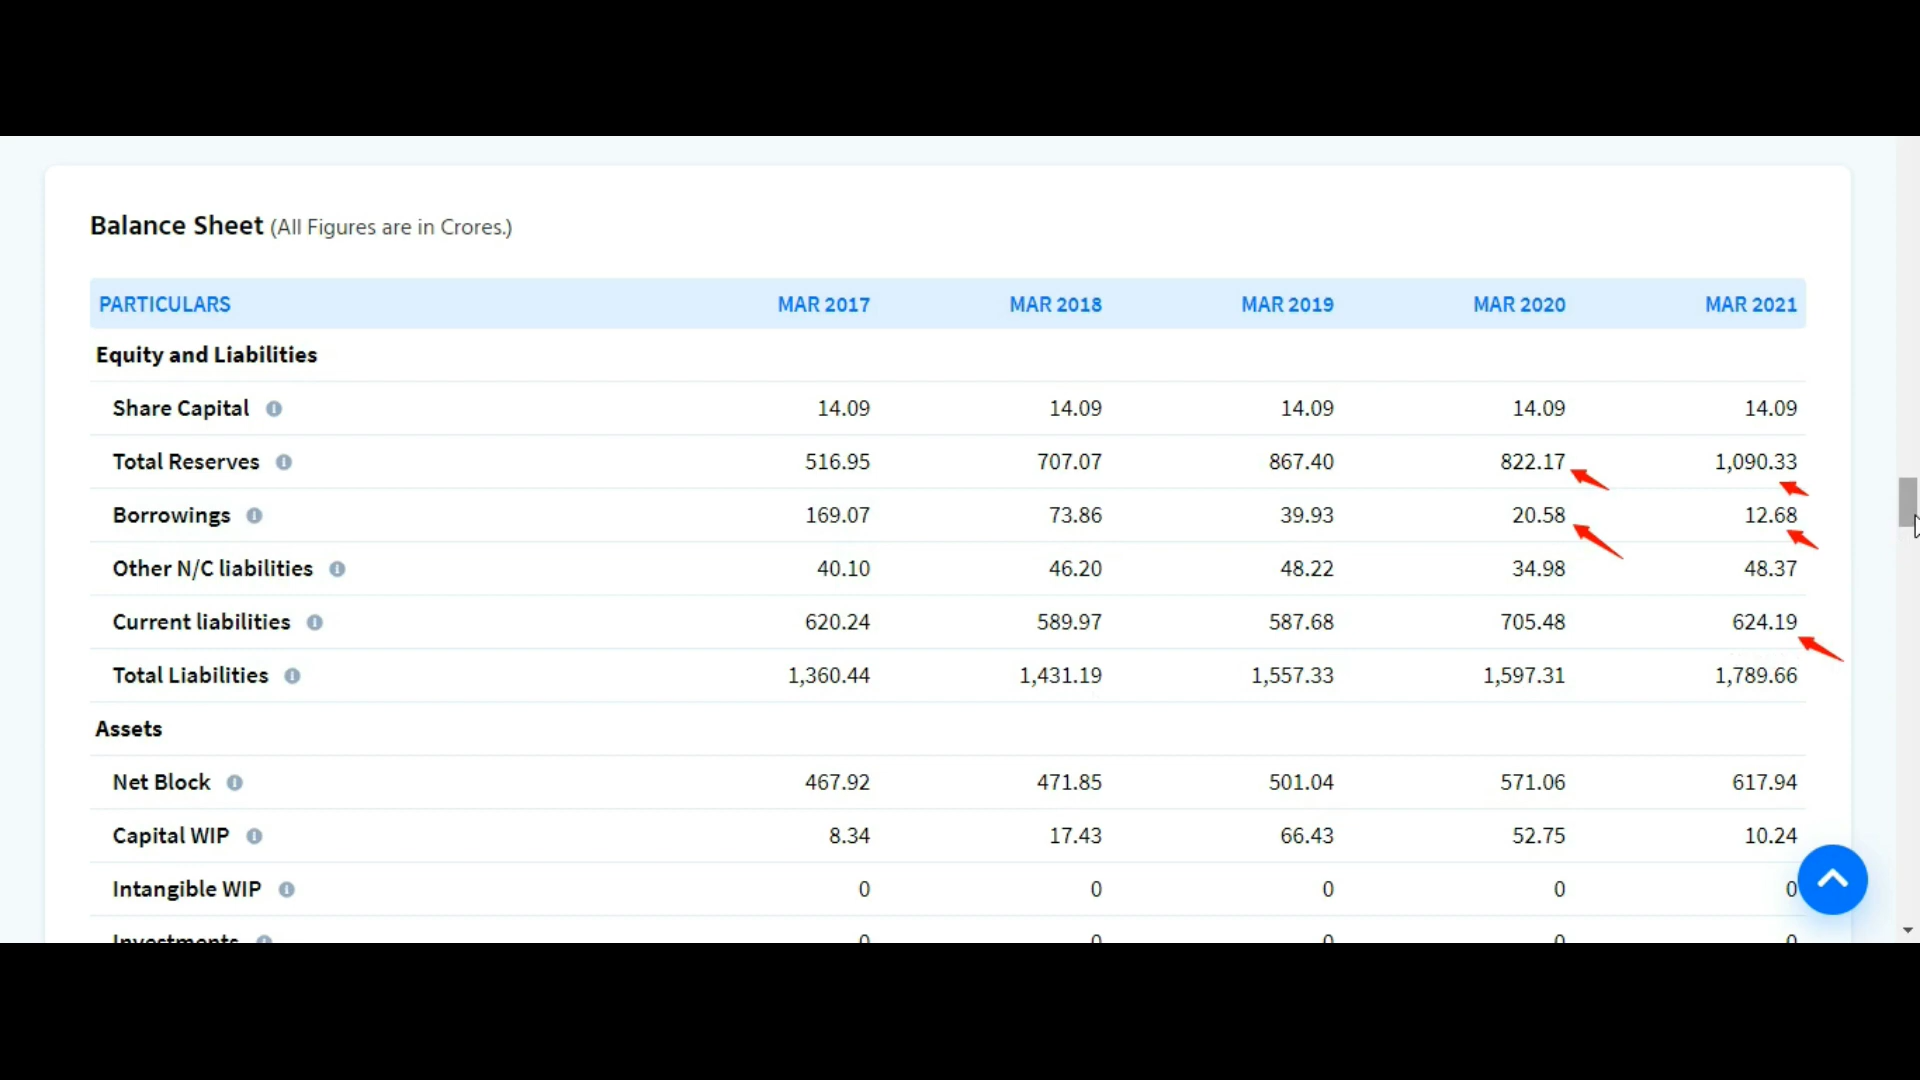 Balance Sheet (All Figures are in Crores.)
PARTICULARS MAR 2017 MAR 2018 MAR 2019 MAR 2020 MAR 2021
Equity and Liabilities
Share Capital 14.09 14.09 14.09 14.09 14.09
Total Reserves 516.95 707.07 867.40 822.17 1,090.33
Borrowings 169.07 73.86 39.93 20.58 12.68
Other N/C liabilities 40.10 46.20 48.22 34.98 48.37
Current liabilities 620.24 589.97 587.68 705.48 624.19
Total Liabilities 1,360.44 1,431.19 1,557.33 1,597.31 1,789.66
Assets
Net Block 467.92 471.85 501.04 571.06 617.94
Capital WIP 8.34 17.43 66.43 52.75 10.24
Intangible WIP 0 0 0 0 0
Investments 0 0 0 0 0